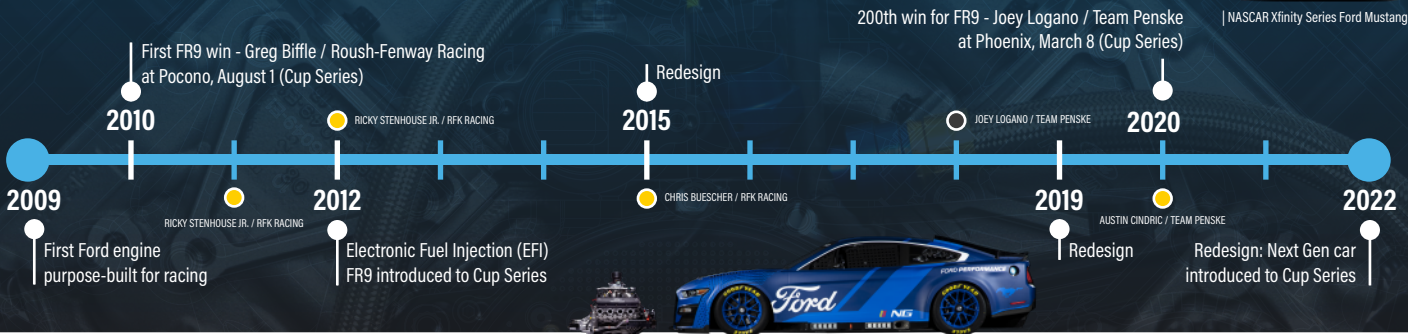 200th win for FR9 - Joey Logano / Team Penske
at Phoenix, March 8 (Cup Series)
| NASCAR Xfinity Series Ford Mustang
First FR9 win - Greg Biffle / Roush-Fenway Racing
at Pocono, August 1 (Cup Series)
Redesign
2010
RICKY STENHOUSE JR. / RFK RACING
2015
JOEY LOGANO / TEAM PENSKE
2020
2009
RICKY STENHOUSE JR. / RFK RACING
2012
CHRIS BUESCHER / RFK RACING
2019
AUSTIN CINDRIC / TEAM PENSKE
2022
First Ford engine
purpose-built for racing
Electronic Fuel Injection (EFI)
FR9 introduced to Cup Series
Redesign
Redesign: Next Gen car
introduced to Cup Series
FORD PERFORMANCE
Ford
NG
GOODYEAR
GOODYEAR